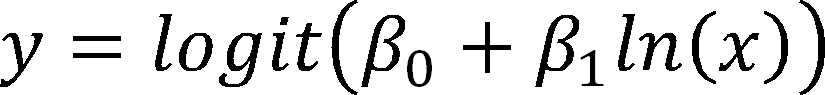 y = logit(β₀ + β₁ln(x))